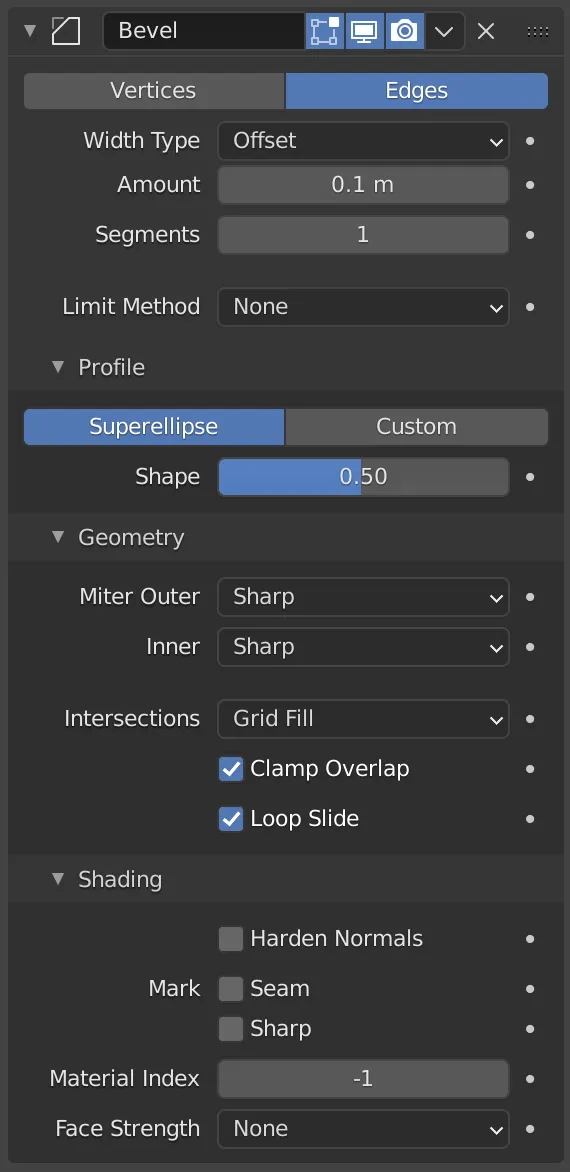 Bevel
Vertices Edges
Width Type Offset
Amount 0.1 m
Segments 1
Limit Method None
Profile
Superellipse Custom
Shape 0.50
Geometry
Miter Outer Sharp
Inner Sharp
Intersections Grid Fill
Clamp Overlap
Loop Slide
Shading
Harden Normals
Mark Seam
Sharp
Material Index -1
Face Strength None